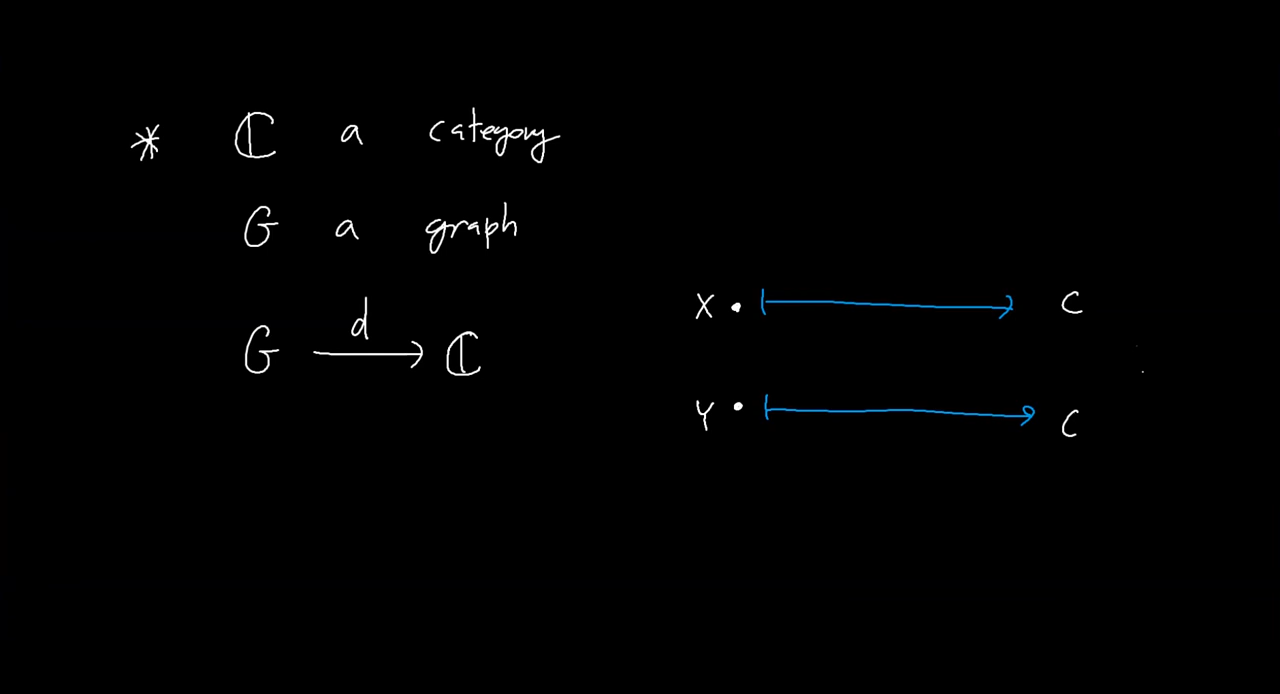 * ℂ a category
G a graph
G d→ ℂ
X • ↦ C
Y • ↦ C